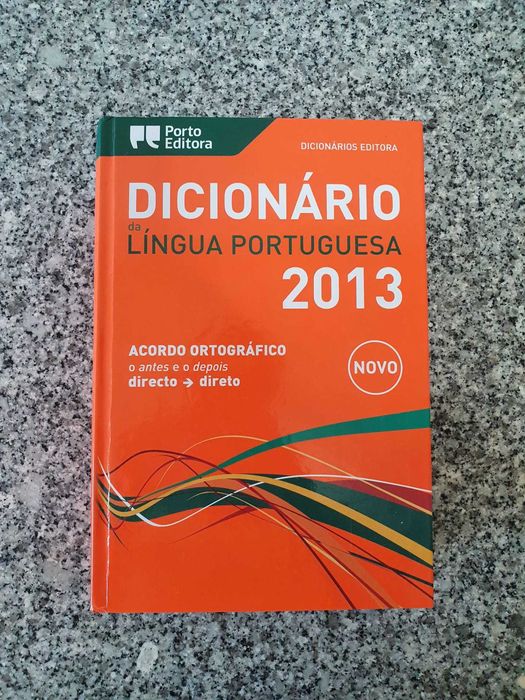 Porto
Editora
DICIONÁRIOS EDITORA
DICIONÁRIO
da
LÍNGUA PORTUGUESA
2013
ACORDO ORTOGRÁFICO
o antes e o depois
directo → direto
NOVO